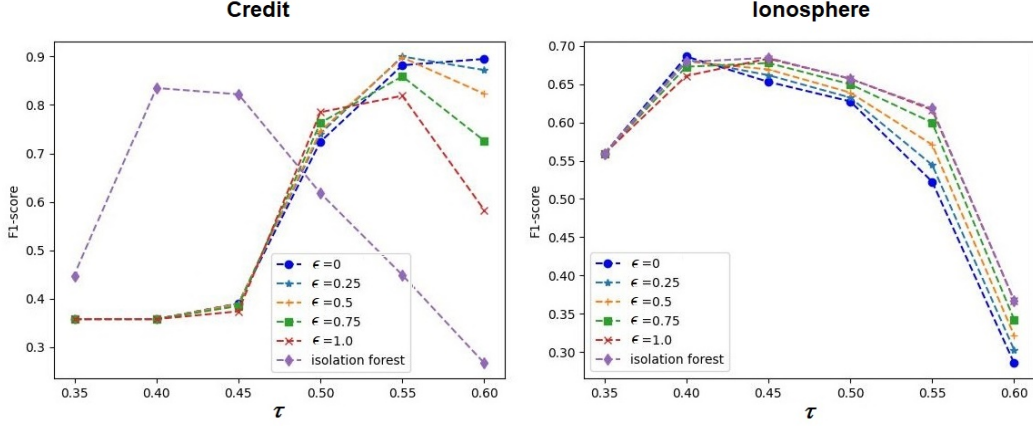 Credit
F1-score
0.9
0.8
0.7
0.6
0.5
0.4
0.3
ϵ =0
ϵ =0.25
ϵ =0.5
ϵ =0.75
ϵ =1.0
isolation forest
0.35 0.40 0.45 0.50 0.55 0.60
τ
Ionosphere
F1-score
0.70
0.65
0.60
0.55
0.50
0.45
0.40
0.35
0.30
ϵ =0
ϵ =0.25
ϵ =0.5
ϵ =0.75
ϵ =1.0
isolation forest
0.35 0.40 0.45 0.50 0.55 0.60
τ